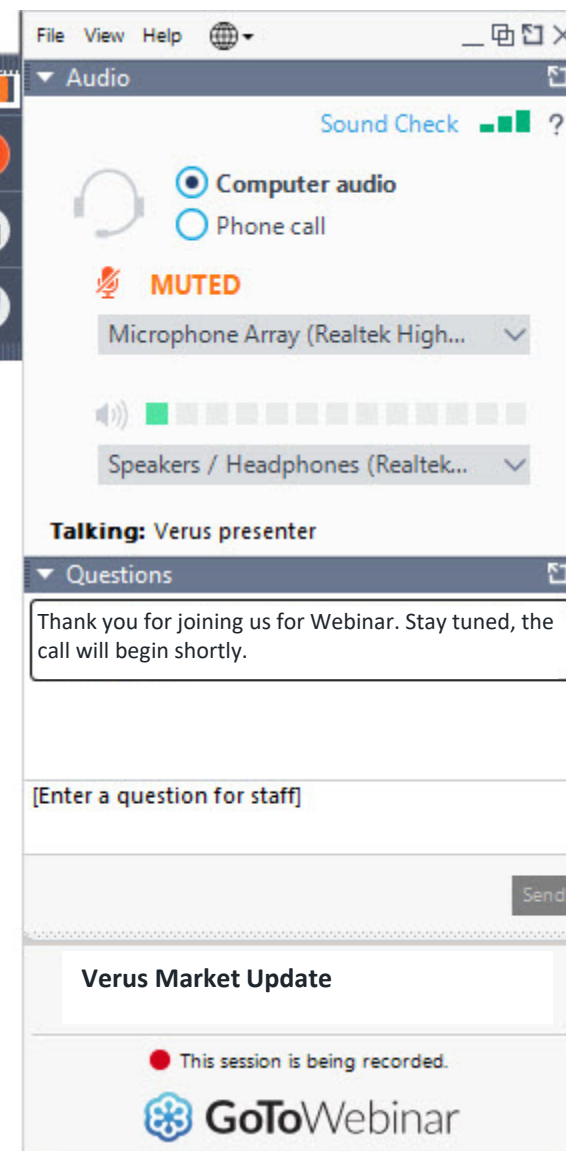 File View Help
Audio
Sound Check ?
Computer audio
Phone call
MUTED
Microphone Array (Realtek High...
Speakers / Headphones (Realtek...
Talking: Verus presenter
Questions
Thank you for joining us for Webinar. Stay tuned, the
call will begin shortly.
[Enter a question for staff]
Send
Verus Market Update
This session is being recorded.
GoToWebinar